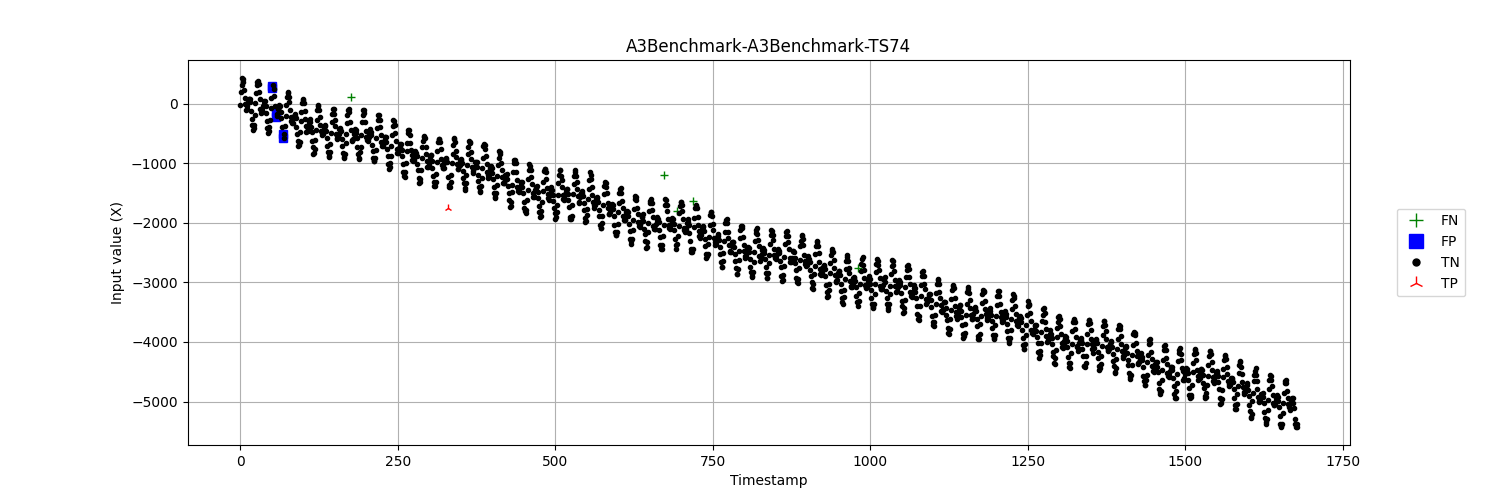 A3Benchmark-A3Benchmark-TS74
Input value (X)
0
−1000
−2000
−3000
−4000
−5000
0 250 500 750 1000 1250 1500 1750
Timestamp
FN
FP
TN
TP